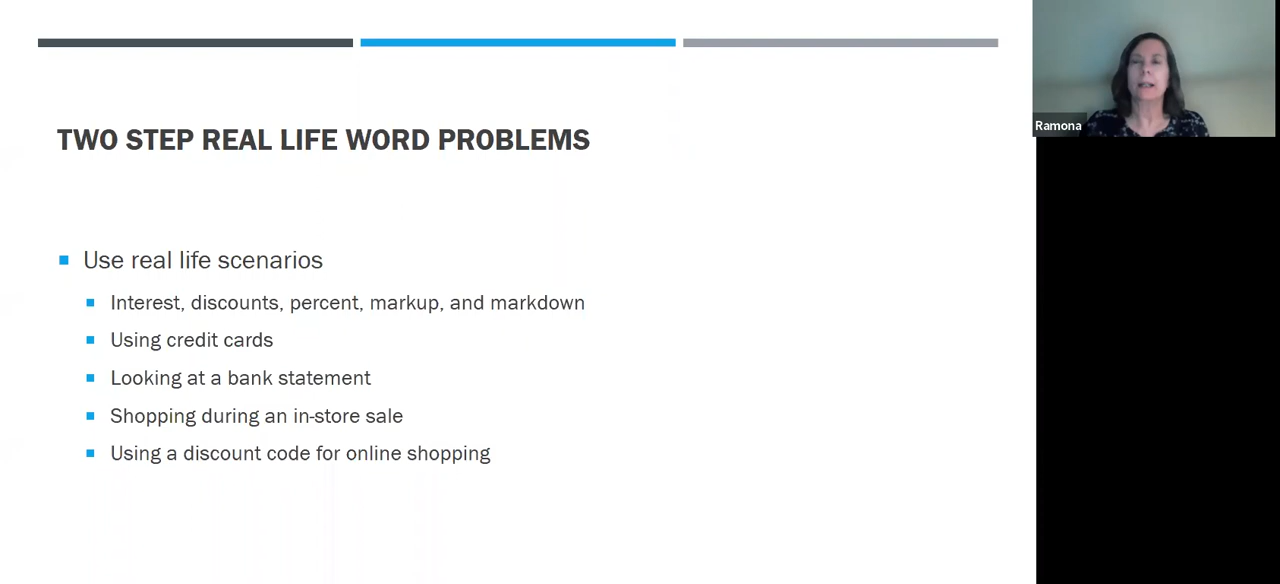 TWO STEP REAL LIFE WORD PROBLEMS
Use real life scenarios
Interest, discounts, percent, markup, and markdown
Using credit cards
Looking at a bank statement
Shopping during an in-store sale
Using a discount code for online shopping
Ramona